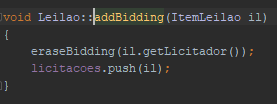 void Leilao::addBidding(ItemLeilao il)
{
    eraseBidding(il.getLicitador());
    licitacoes.push(il);
}